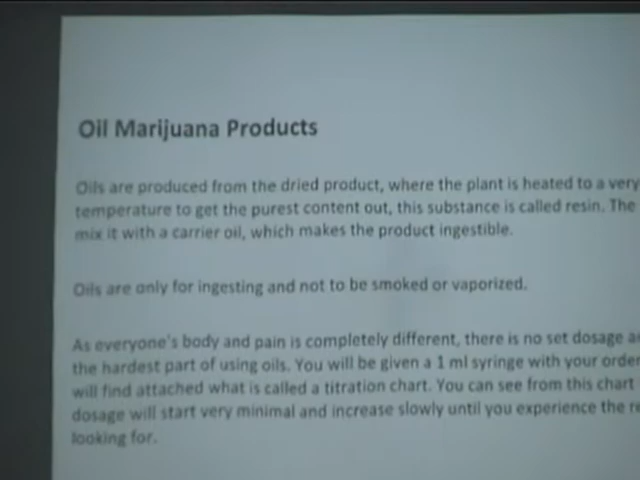 Oil Marijuana Products
Oils are produced from the dried product, where the plant is heated to a very
temperature to get the purest content out, this substance is called resin. The
mix it with a carrier oil, which makes the product ingestible.
Oils are only for ingesting and not to be smoked or vaporized.
As everyone's body and pain is completely different, there is no set dosage
the hardest part of using oils. You will be given a 1 ml syringe with your order
will find attached what is called a titration chart. You can see from this chart
dosage will start very minimal and increase slowly until you experience the
looking for.